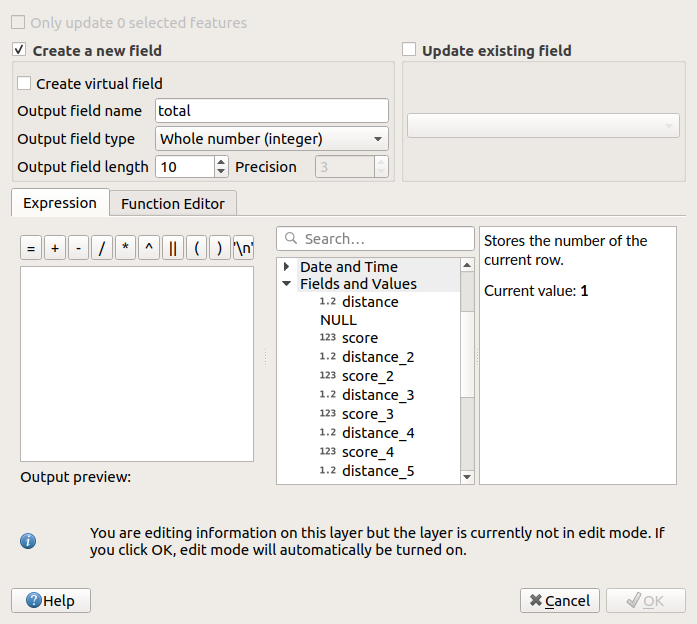 Only update 0 selected features
Create a new field
Update existing field
Create virtual field
Output field name total
Output field type Whole number (integer)
Output field length 10 Precision 3
Expression Function Editor
= + - / * ^ || ( ) '\n'
Search...
Date and Time
Fields and Values
1.2 distance
NULL
123 score
1.2 distance_2
123 score_2
1.2 distance_3
123 score_3
1.2 distance_4
123 score_4
1.2 distance_5
Stores the number of the
current row.
Current value: 1
Output preview:
You are editing information on this layer but the layer is currently not in edit mode. If
you click OK, edit mode will automatically be turned on.
Help Cancel OK